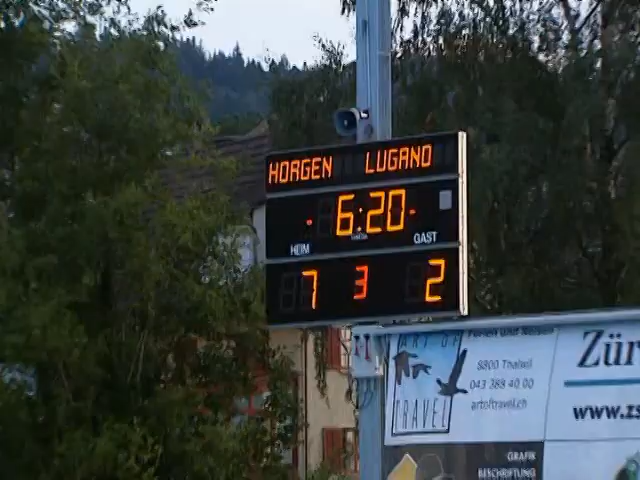 HORGEN LUGANO
6:20
HEIM GAST
7 3 2
ART OF
TRAVEL
8800 Thalwil
043 388 40 00
artoftravel.ch
Zür
www.zs
GRAFIK
BESCHRIFTUNG